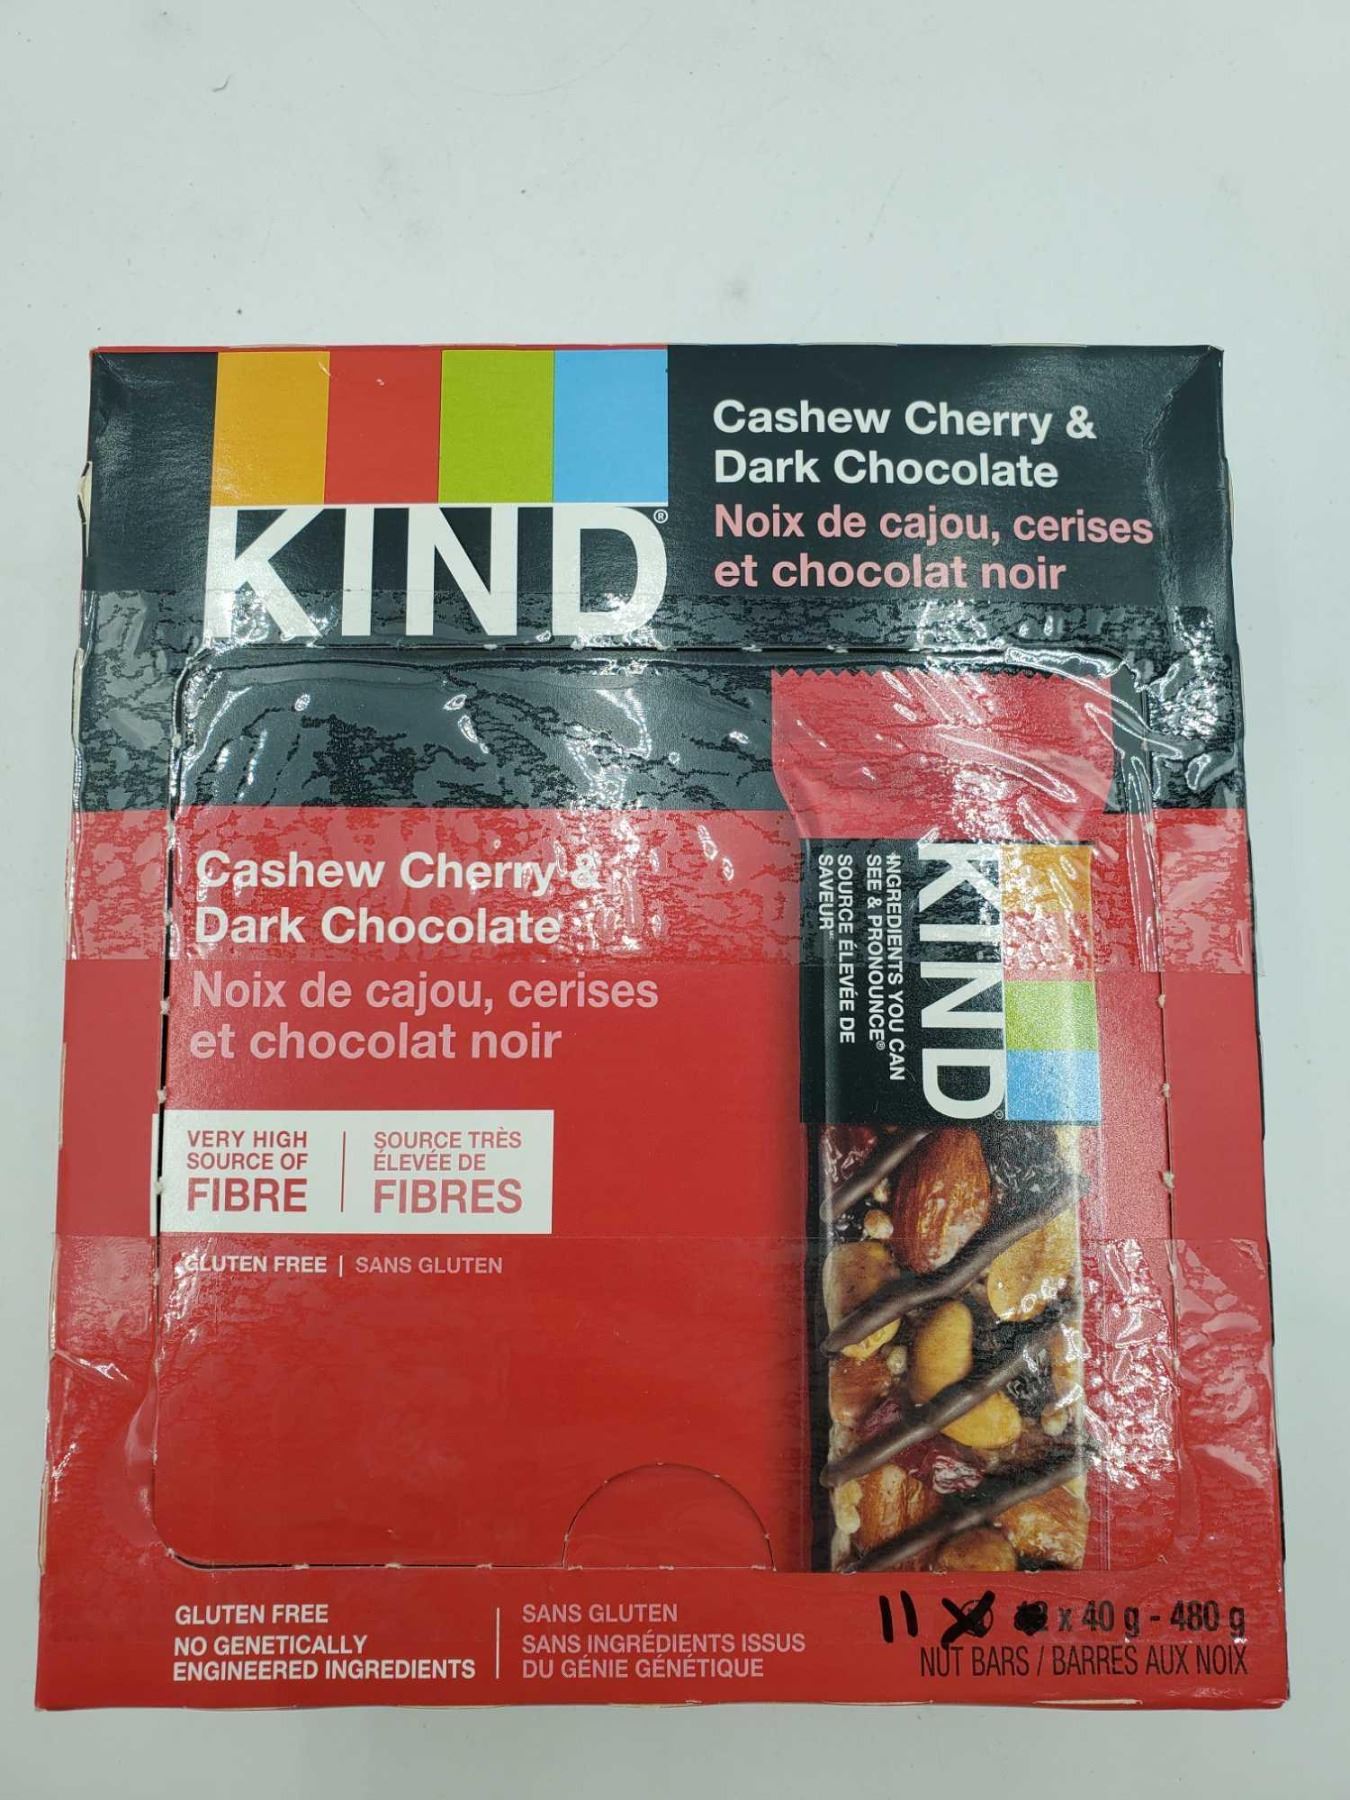 KIND®
Cashew Cherry &
Dark Chocolate
Noix de cajou, cerises
et chocolat noir
Cashew Cherry &
Dark Chocolate
Noix de cajou, cerises
et chocolat noir
VERY HIGH
SOURCE OF
FIBRE
SOURCE TRÈS
ÉLEVÉE DE
FIBRES
GLUTEN FREE | SANS GLUTEN
KIND®
INGREDIENTS YOU CAN
SEE & PRONOUNCE®
SOURCE ÉLEVÉE DE
SAVEUR
GLUTEN FREE
NO GENETICALLY
ENGINEERED INGREDIENTS
SANS GLUTEN
SANS INGRÉDIENTS ISSUS
DU GÉNIE GÉNÉTIQUE
11 x 40 g - 480 g
NUT BARS / BARRES AUX NOIX